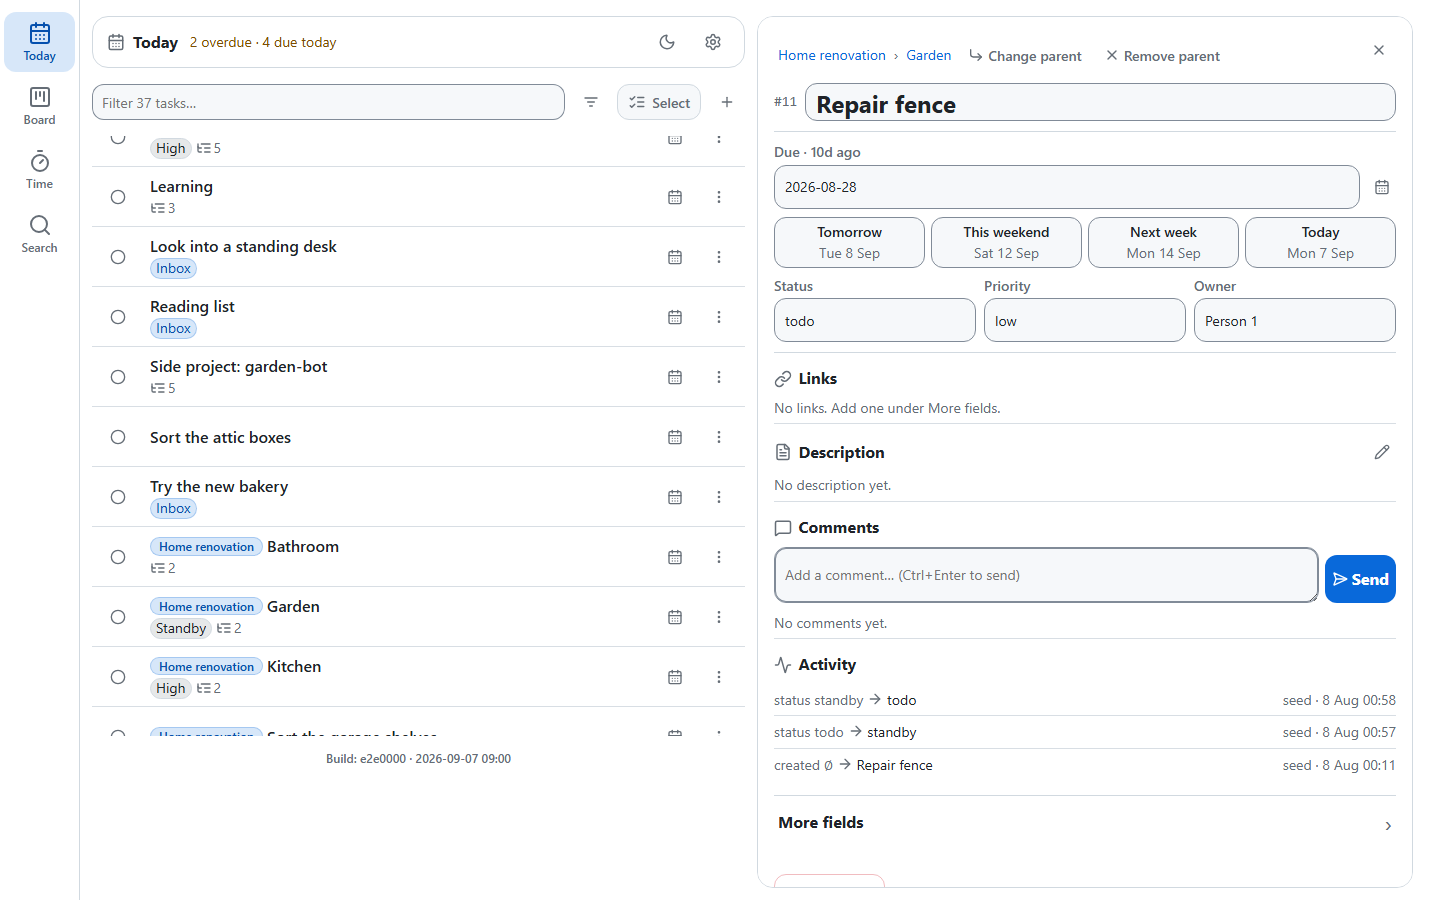 Today
Board
Time
Search
Today 2 overdue · 4 due today
Filter 37 tasks...
Select
High 5
Learning
3
Look into a standing desk
Inbox
Reading list
Inbox
Side project: garden-bot
5
Sort the attic boxes
Try the new bakery
Inbox
Home renovation Bathroom
2
Home renovation Garden
Standby 2
Home renovation Kitchen
High 2
Home renovation Sort the garage shelves
Build: e2e0000 · 2026-09-07 09:00
Home renovation › Garden Change parent Remove parent
#11 Repair fence
Due · 10d ago
2026-08-28
Tomorrow
Tue 8 Sep
This weekend
Sat 12 Sep
Next week
Mon 14 Sep
Today
Mon 7 Sep
Status
todo
Priority
low
Owner
Person 1
Links
No links. Add one under More fields.
Description
No description yet.
Comments
Add a comment... (Ctrl+Enter to send)
Send
No comments yet.
Activity
status standby → todo seed · 8 Aug 00:58
status todo → standby seed · 8 Aug 00:57
created ∅ → Repair fence seed · 8 Aug 00:11
More fields